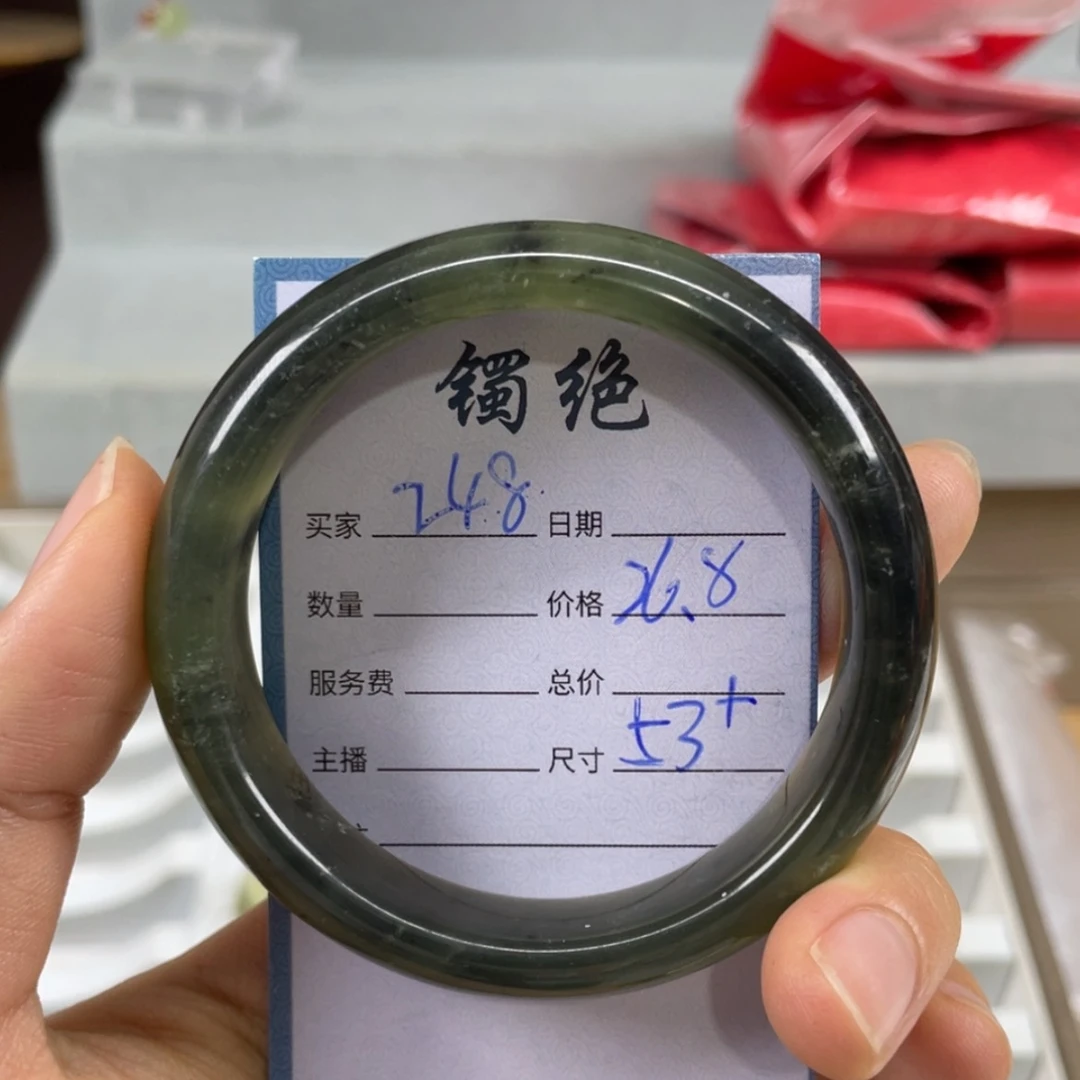 镯绝
买家 248 日期
数量 价格 26.8
服务费 总价
主播 尺寸 53+